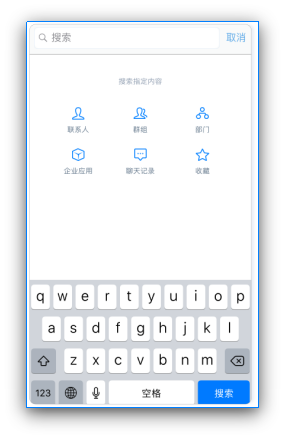 搜索 取消
搜索指定内容
联系人 群组 部门
企业应用 聊天记录 收藏
q w e r t y u i o p
a s d f g h j k l
z x c v b n m
123 空格 搜索